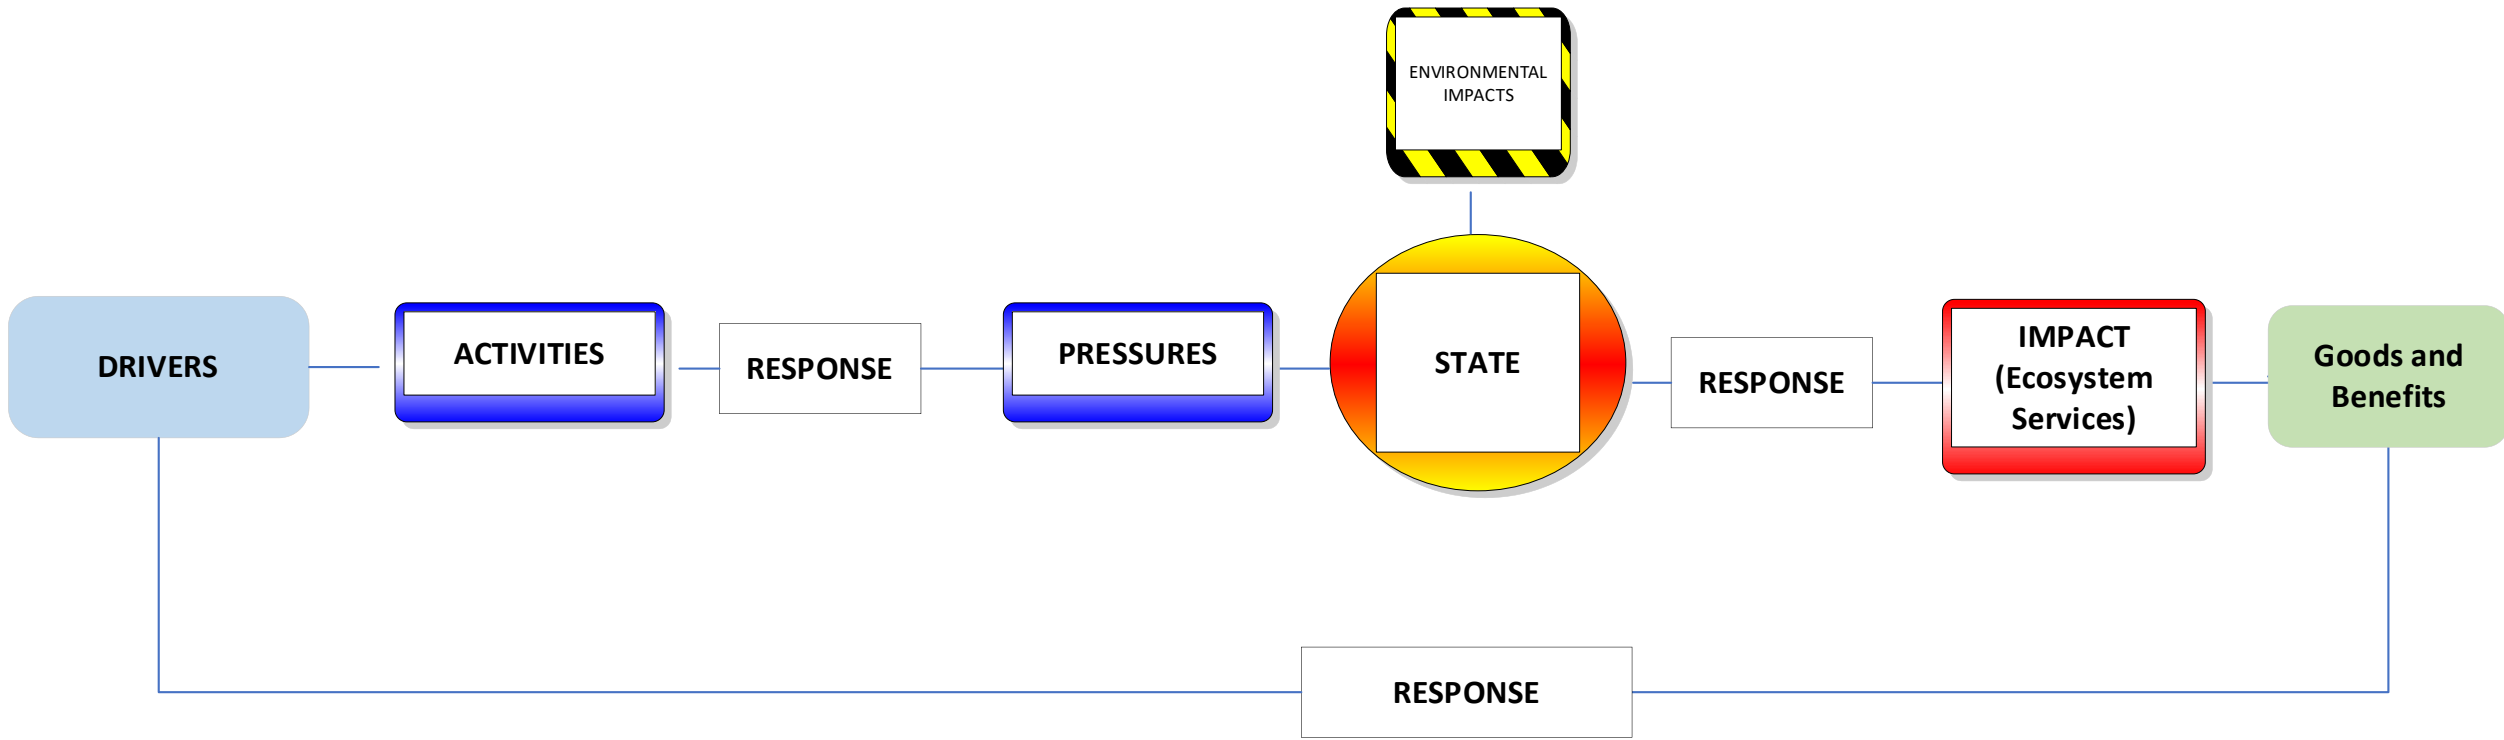 ENVIRONMENTAL
IMPACTS
DRIVERS
ACTIVITIES
RESPONSE
PRESSURES
STATE
RESPONSE
IMPACT
(Ecosystem
Services)
Goods and
Benefits
RESPONSE